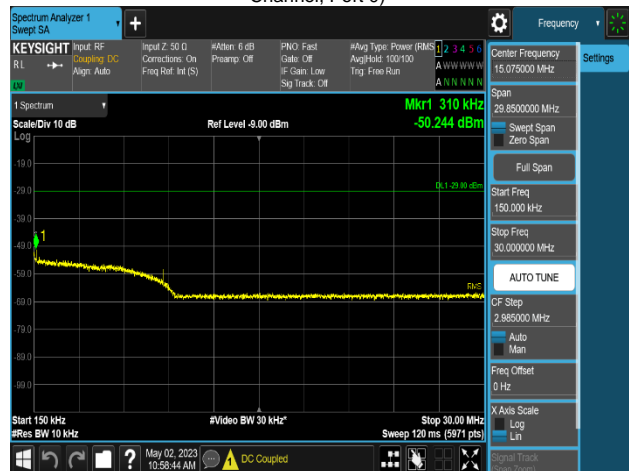 Channel, Port 0)
Spectrum Analyzer 1
Swept SA
Frequency
KEYSIGHT
Input: RF
Coupling: DC
Align: Auto
Input Z: 50 Ω
Corrections: On
Freq Ref: Int (S)
#Atten: 6 dB
Preamp: Off
PNO: Fast
Gate: Off
IF Gain: Low
Sig Track: Off
#Avg Type: Power (RMS
Avg|Hold: 100/100
Trig: Free Run
1 2 3 4 5 6
A W W W W W
A N N N N N
R L
LXI
1 Spectrum
Scale/Div 10 dB
Ref Level -9.00 dBm
Mkr1 310 kHz
-50.244 dBm
Log
-19.0
-29.0
-39.0
-49.0
-59.0
-69.0
-79.0
-89.0
-99.0
DL1 -29.00 dBm
1
RMS
Start 150 kHz
#Res BW 10 kHz
#Video BW 30 kHz*
Stop 30.00 MHz
Sweep 120 ms (5971 pts)
Center Frequency
15.075000 MHz
Settings
Span
29.8500000 MHz
Swept Span
Zero Span
Full Span
Start Freq
150.000 kHz
Stop Freq
30.000000 MHz
AUTO TUNE
CF Step
2.985000 MHz
Auto
Man
Freq Offset
0 Hz
X Axis Scale
Log
Lin
Signal Track
(Span Zoom)
?
May 02, 2023
10:58:44 AM
DC Coupled